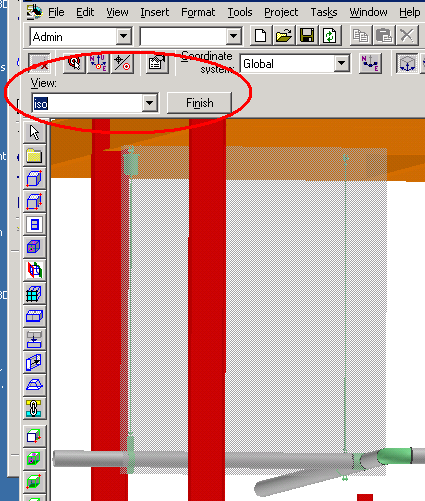 File Edit View Insert Format Tools Project Tasks Window Help
Admin
Coordinate
system: Global
View:
iso Finish